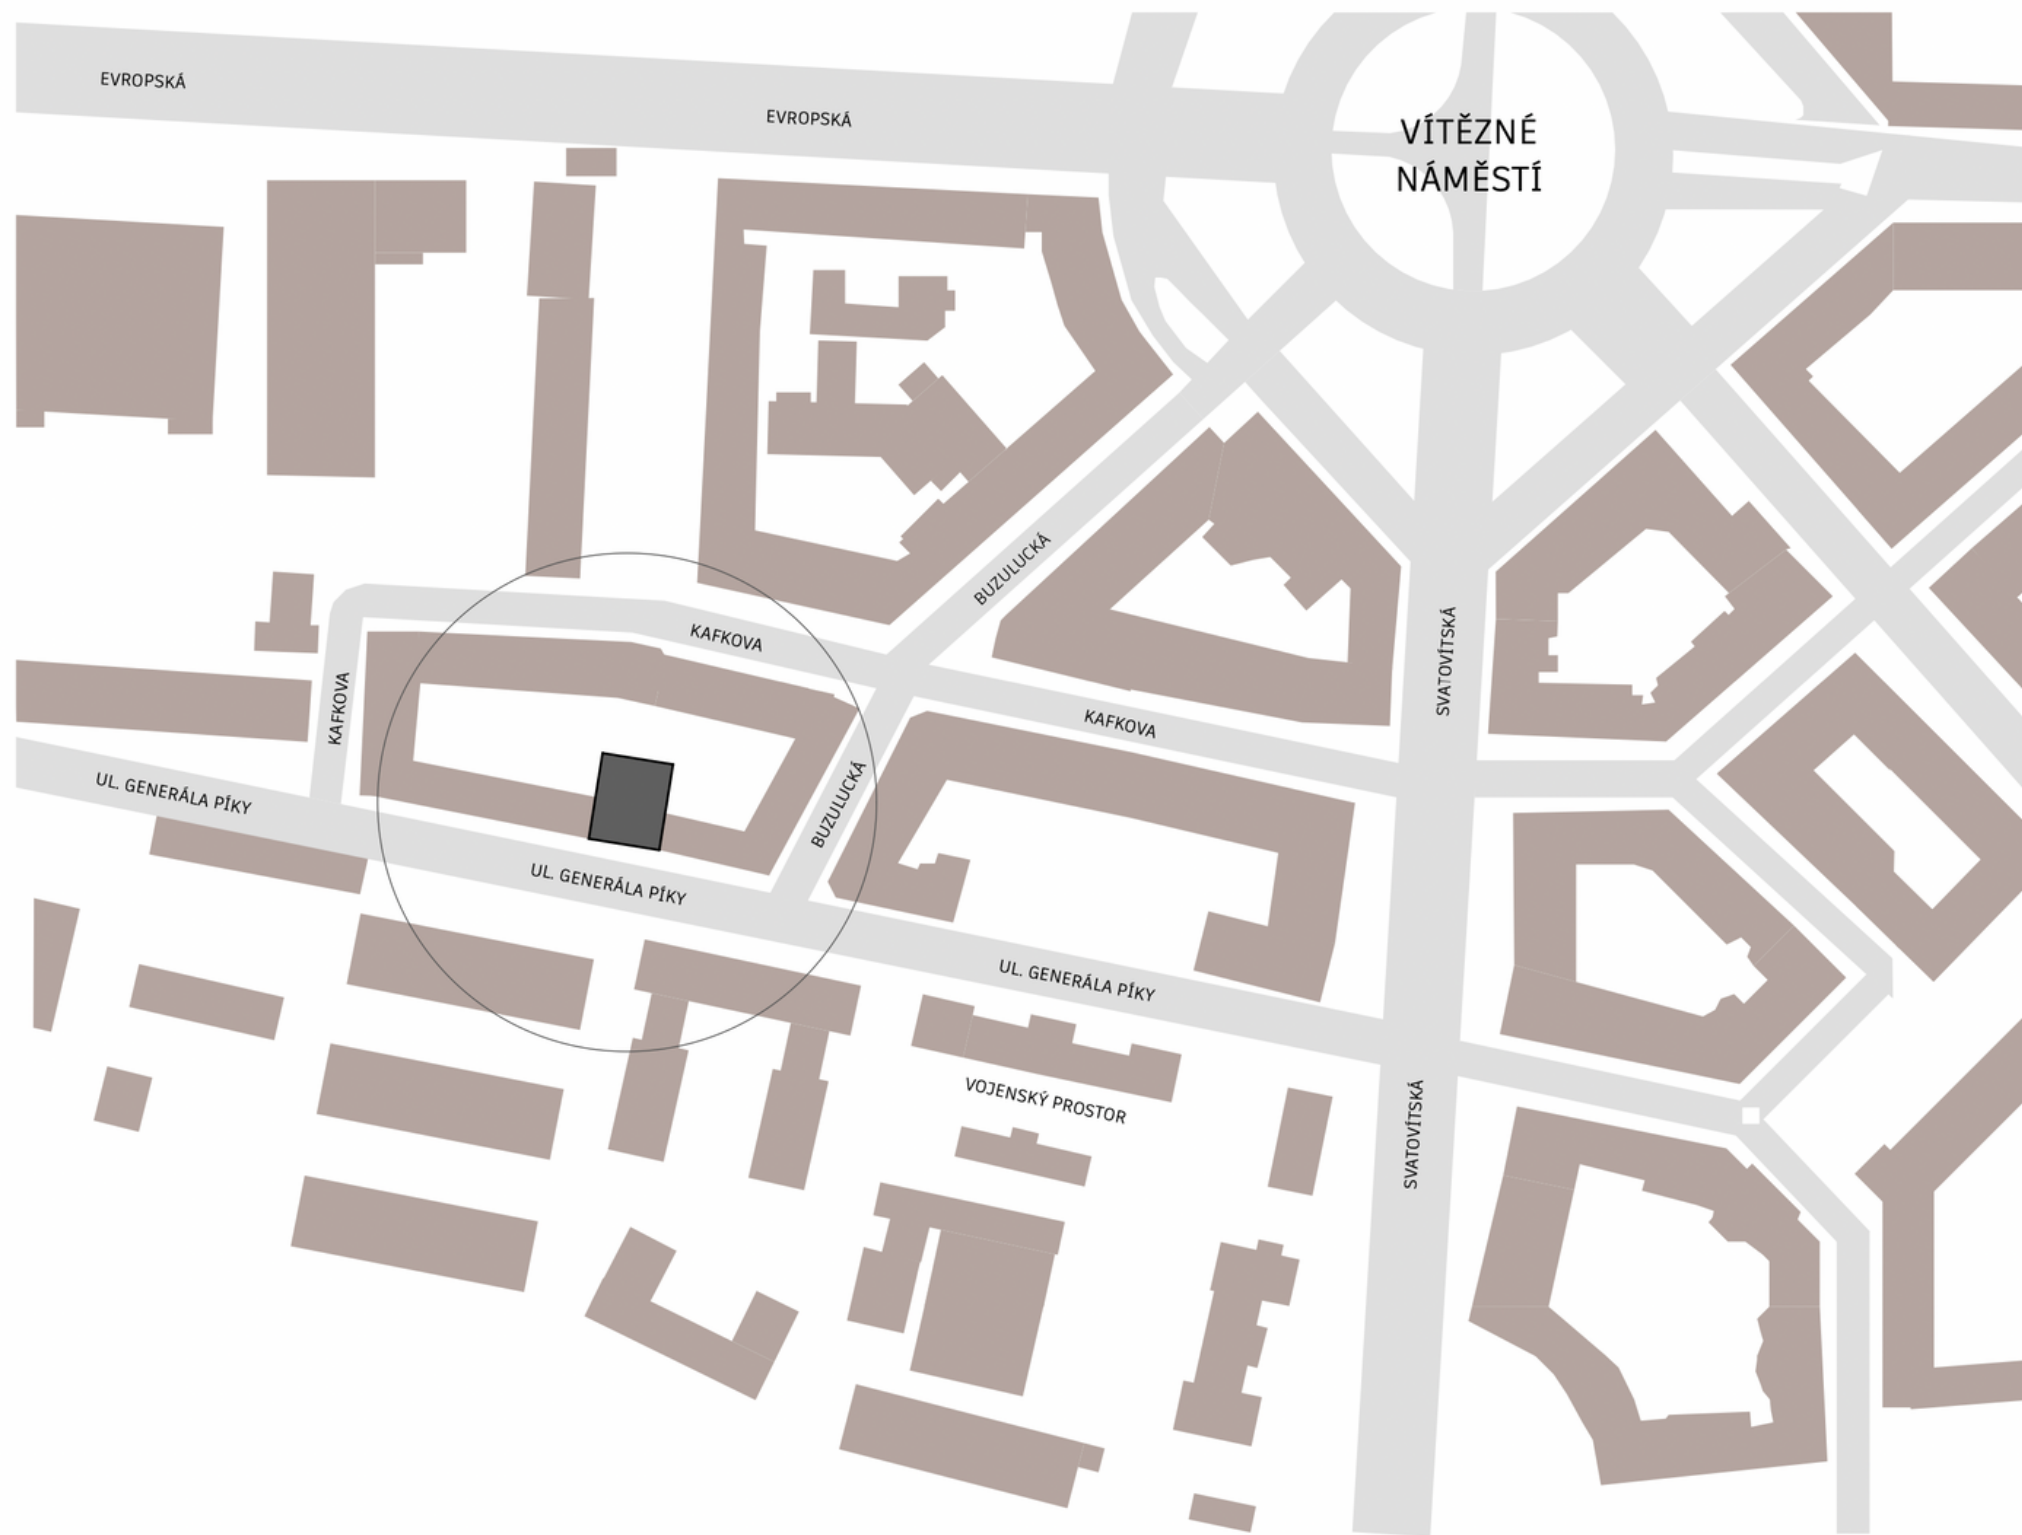 EVROPSKÁ
EVROPSKÁ
VÍTĚZNÉ
NÁMĚSTÍ
BUZULUCKÁ
KAFKOVA
SVATOVÍTSKÁ
KAFKOVA
KAFKOVA
UL. GENERÁLA PÍKY
BUZULUCKÁ
UL. GENERÁLA PÍKY
UL. GENERÁLA PÍKY
VOJENSKÝ PROSTOR
SVATOVÍTSKÁ